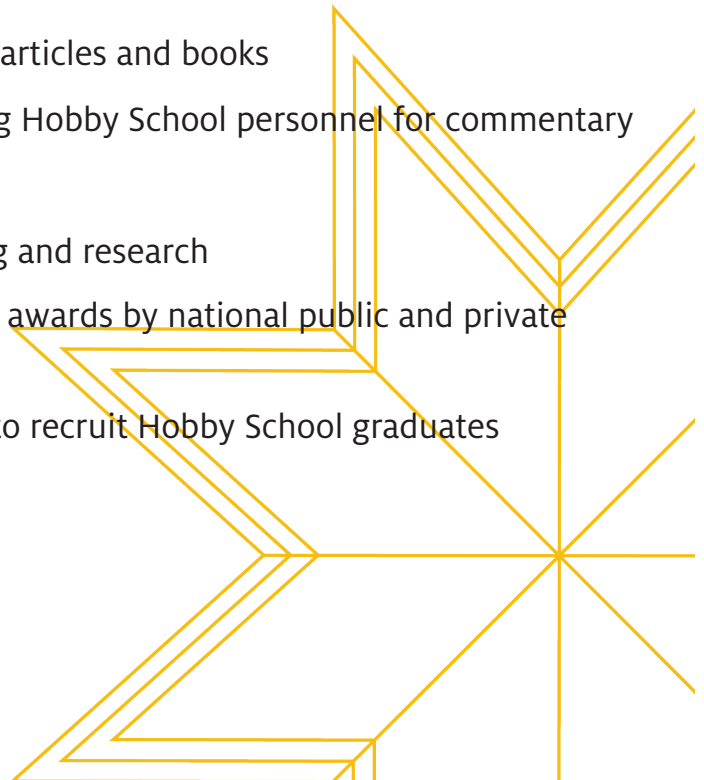 articles and books
g Hobby School personnel for commentary
g and research
awards by national public and private
to recruit Hobby School graduates